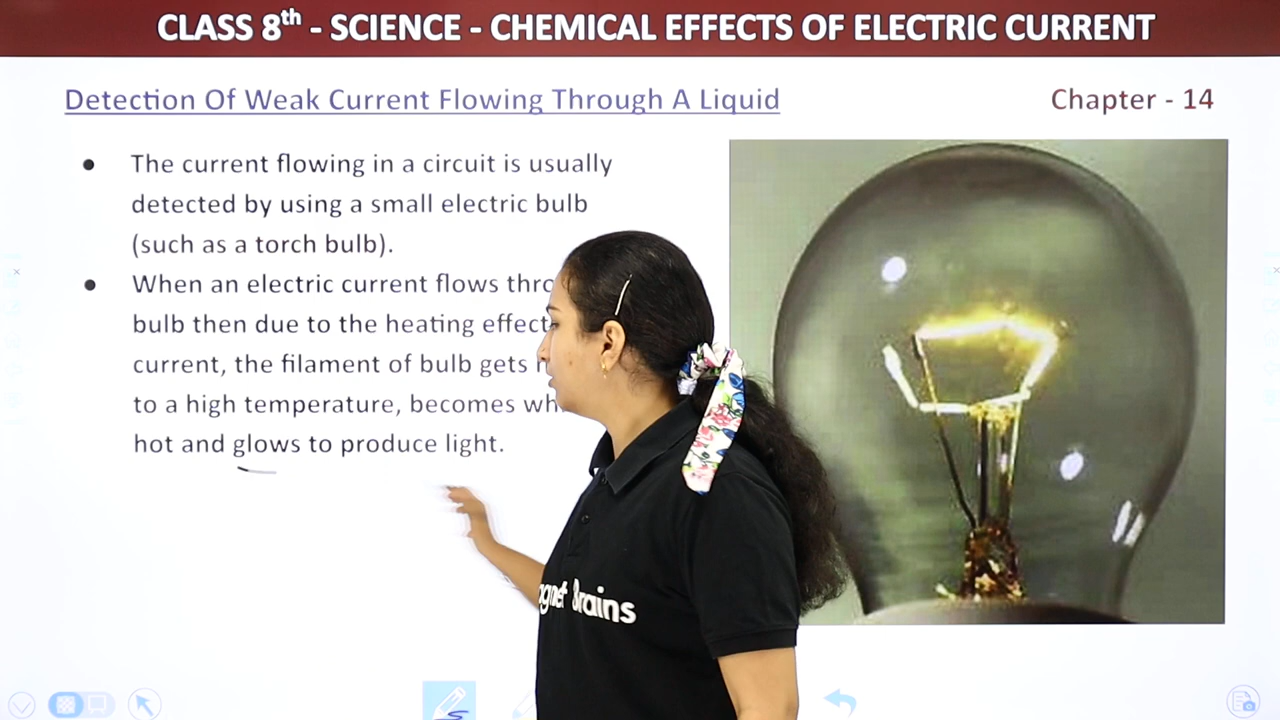 CLASS 8th - SCIENCE - CHEMICAL EFFECTS OF ELECTRIC CURRENT
Detection Of Weak Current Flowing Through A Liquid
Chapter - 14
● The current flowing in a circuit is usually
detected by using a small electric bulb
(such as a torch bulb).
● When an electric current flows
bulb then due to the heating effect
current, the filament of bulb gets
to a high temperature, becomes
hot and glows to produce light.
Brains